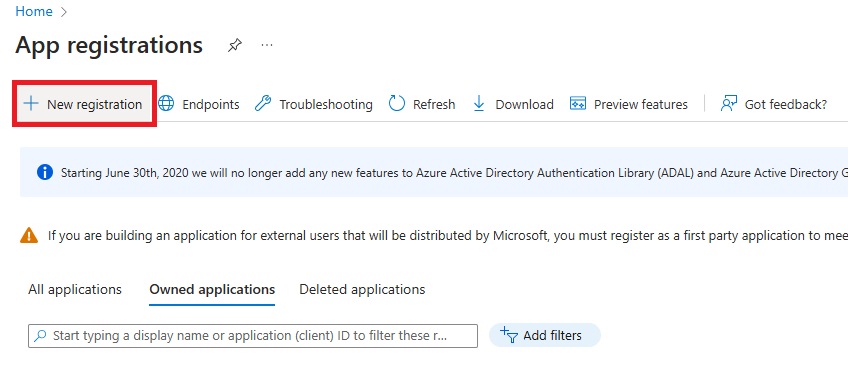 Home
App registrations
New registration Endpoints Troubleshooting Refresh Download Preview features Got feedback?
Starting June 30th, 2020 we will no longer add any new features to Azure Active Directory Authentication Library (ADAL) and Azure Active Directory G
If you are building an application for external users that will be distributed by Microsoft, you must register as a first party application to mee
All applications Owned applications Deleted applications
Start typing a display name or application (client) ID to filter these r... Add filters